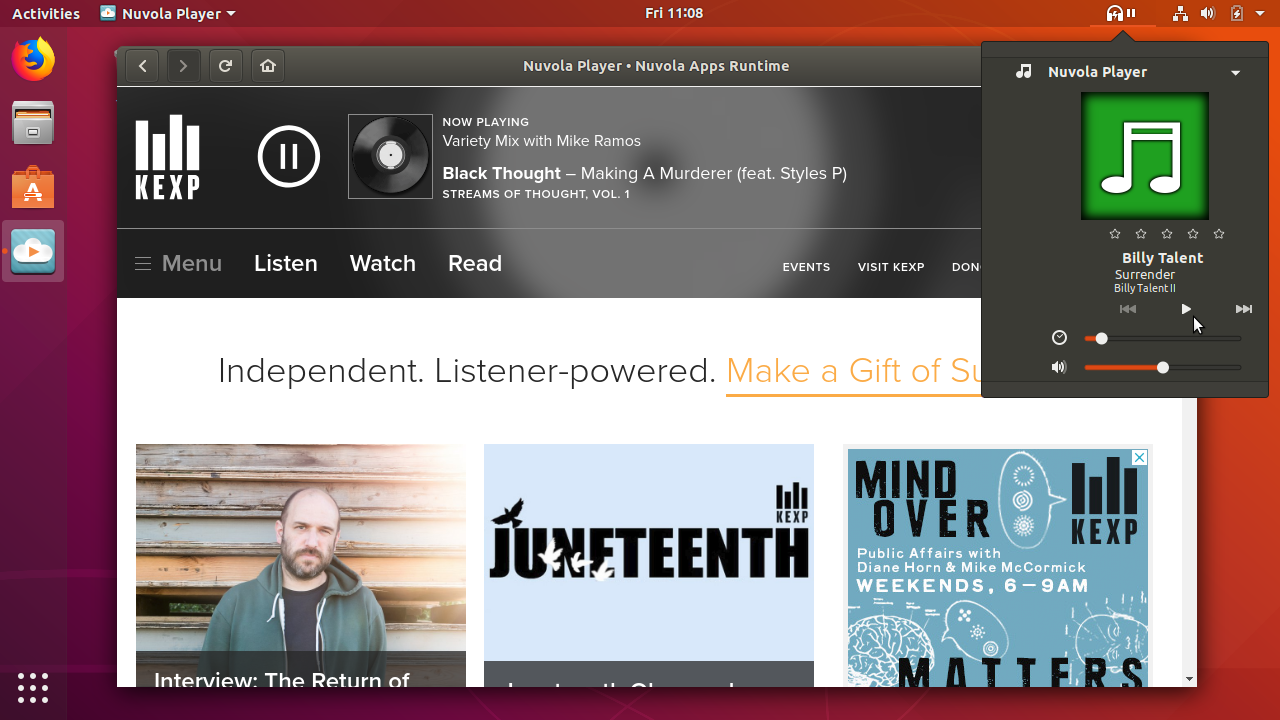 Activities
Nuvola Player
Fri 11:08
Nuvola Player • Nuvola Apps Runtime
KEXP
NOW PLAYING
Variety Mix with Mike Ramos
Black Thought – Making A Murderer (feat. Styles P)
STREAMS OF THOUGHT, VOL. 1
Menu
Listen
Watch
Read
EVENTS
VISIT KEXP
Nuvola Player
Billy Talent
Surrender
Billy Talent II
Independent. Listener-powered. Make a Gift of
Interview: The Return of
KEXP
JUNETEENTH
MIND
OVER
KEXP
Public Affairs with
Diane Horn & Mike McCormick
WEEKENDS, 6–9AM
MATTERS